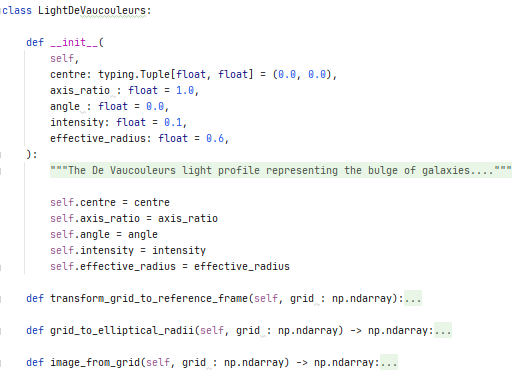 class LightDeVaucouleurs:
def __init__(
self,
centre: typing.Tuple[float, float] = (0.0, 0.0),
axis_ratio : float = 1.0,
angle : float = 0.0,
intensity: float = 0.1,
effective_radius: float = 0.6,
):
"""The De Vaucouleurs light profile representing the bulge of galaxies...."""
self.centre = centre
self.axis_ratio = axis_ratio
self.angle = angle
self.intensity = intensity
self.effective_radius = effective_radius
def transform_grid_to_reference_frame(self, grid : np.ndarray):...
def grid_to_elliptical_radii(self, grid : np.ndarray) -> np.ndarray:...
def image_from_grid(self, grid : np.ndarray) -> np.ndarray:...